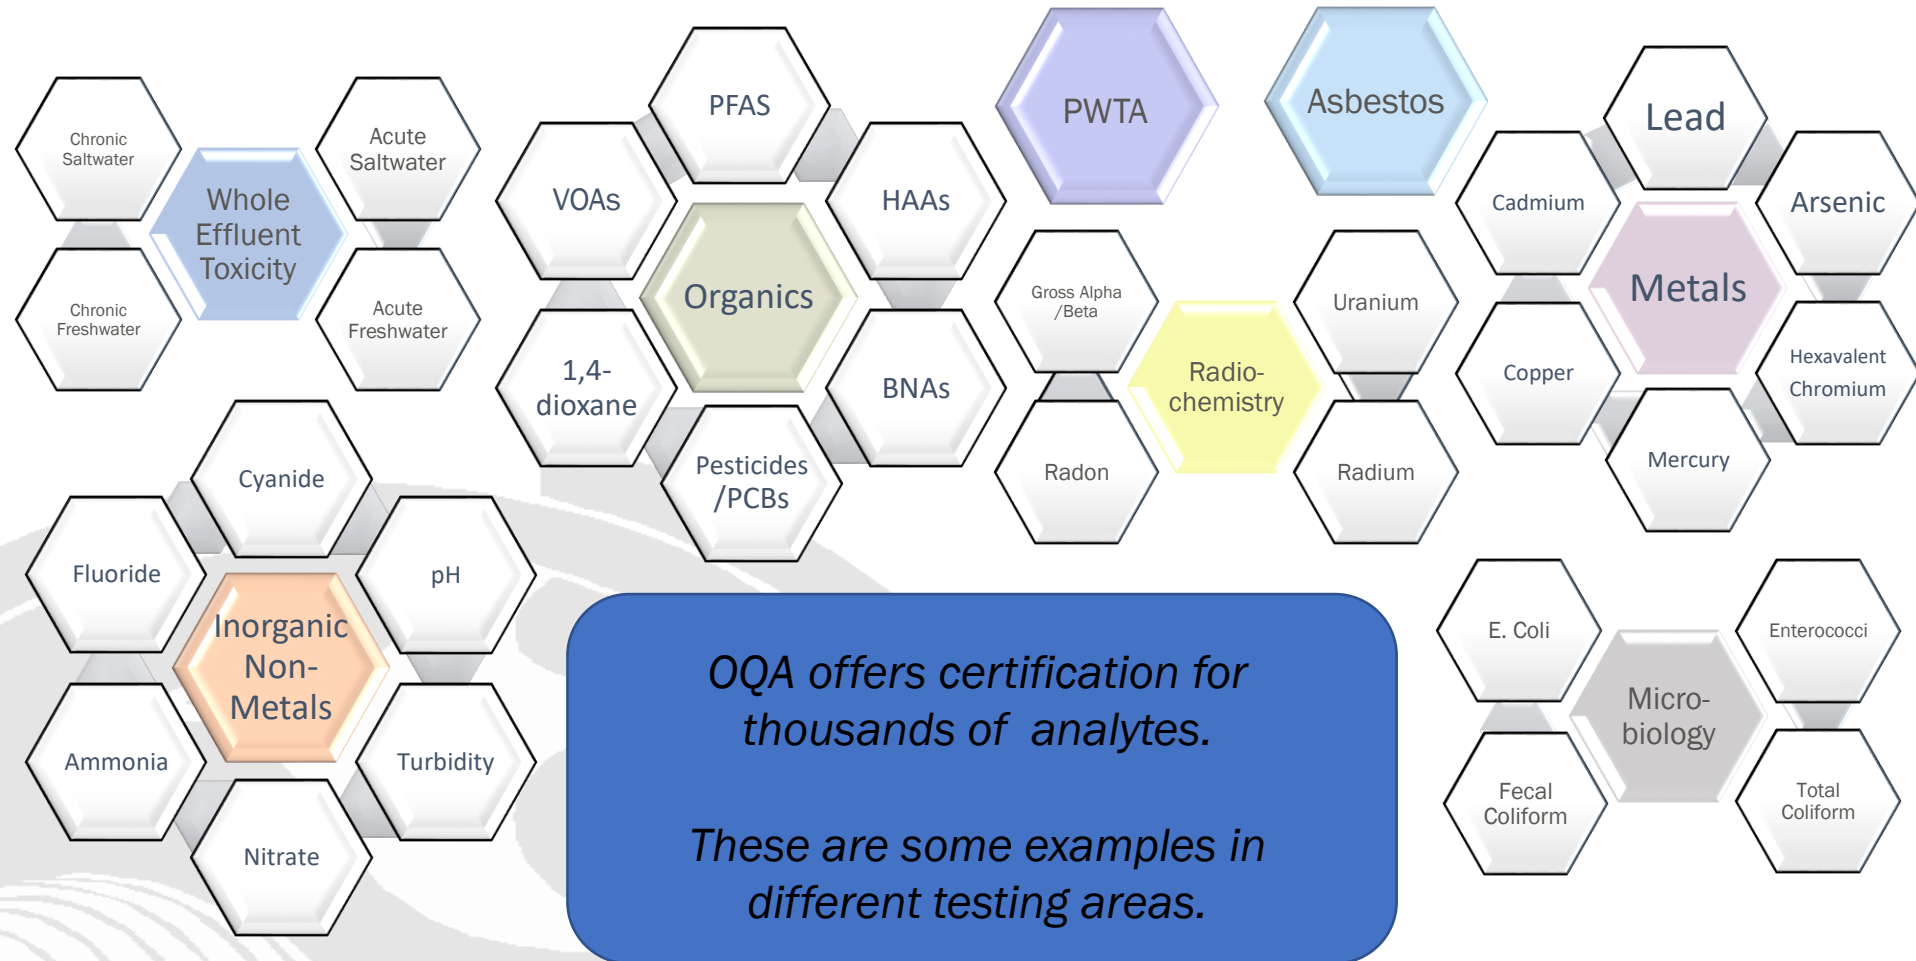 Chronic
Saltwater
Acute
Saltwater
Whole
Effluent
Toxicity
Chronic
Freshwater
Acute
Freshwater
PFAS
VOAs
HAAs
Organics
1,4-
dioxane
BNAs
Pesticides
/PCBs
PWTA
Asbestos
Gross Alpha
/Beta
Uranium
Radio-
chemistry
Radon
Radium
Lead
Cadmium
Arsenic
Metals
Copper
Hexavalent
Chromium
Mercury
Cyanide
Fluoride
pH
Inorganic
Non-
Metals
Ammonia
Turbidity
Nitrate
OQA offers certification for
thousands of  analytes.
These are some examples in
different testing areas.
E. Coli
Enterococci
Micro-
biology
Fecal
Coliform
Total
Coliform